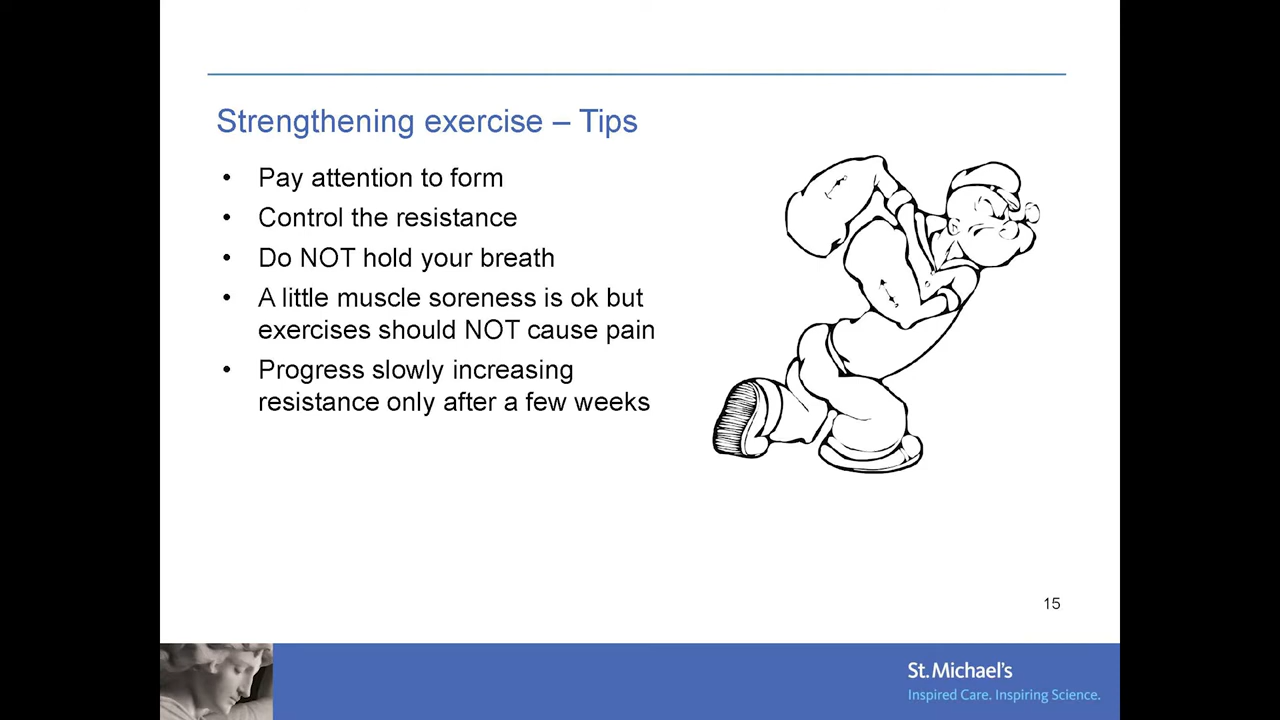 Strengthening exercise – Tips
• Pay attention to form
• Control the resistance
• Do NOT hold your breath
• A little muscle soreness is ok but
exercises should NOT cause pain
• Progress slowly increasing
resistance only after a few weeks
15
St. Michael's
Inspired Care. Inspiring Science.